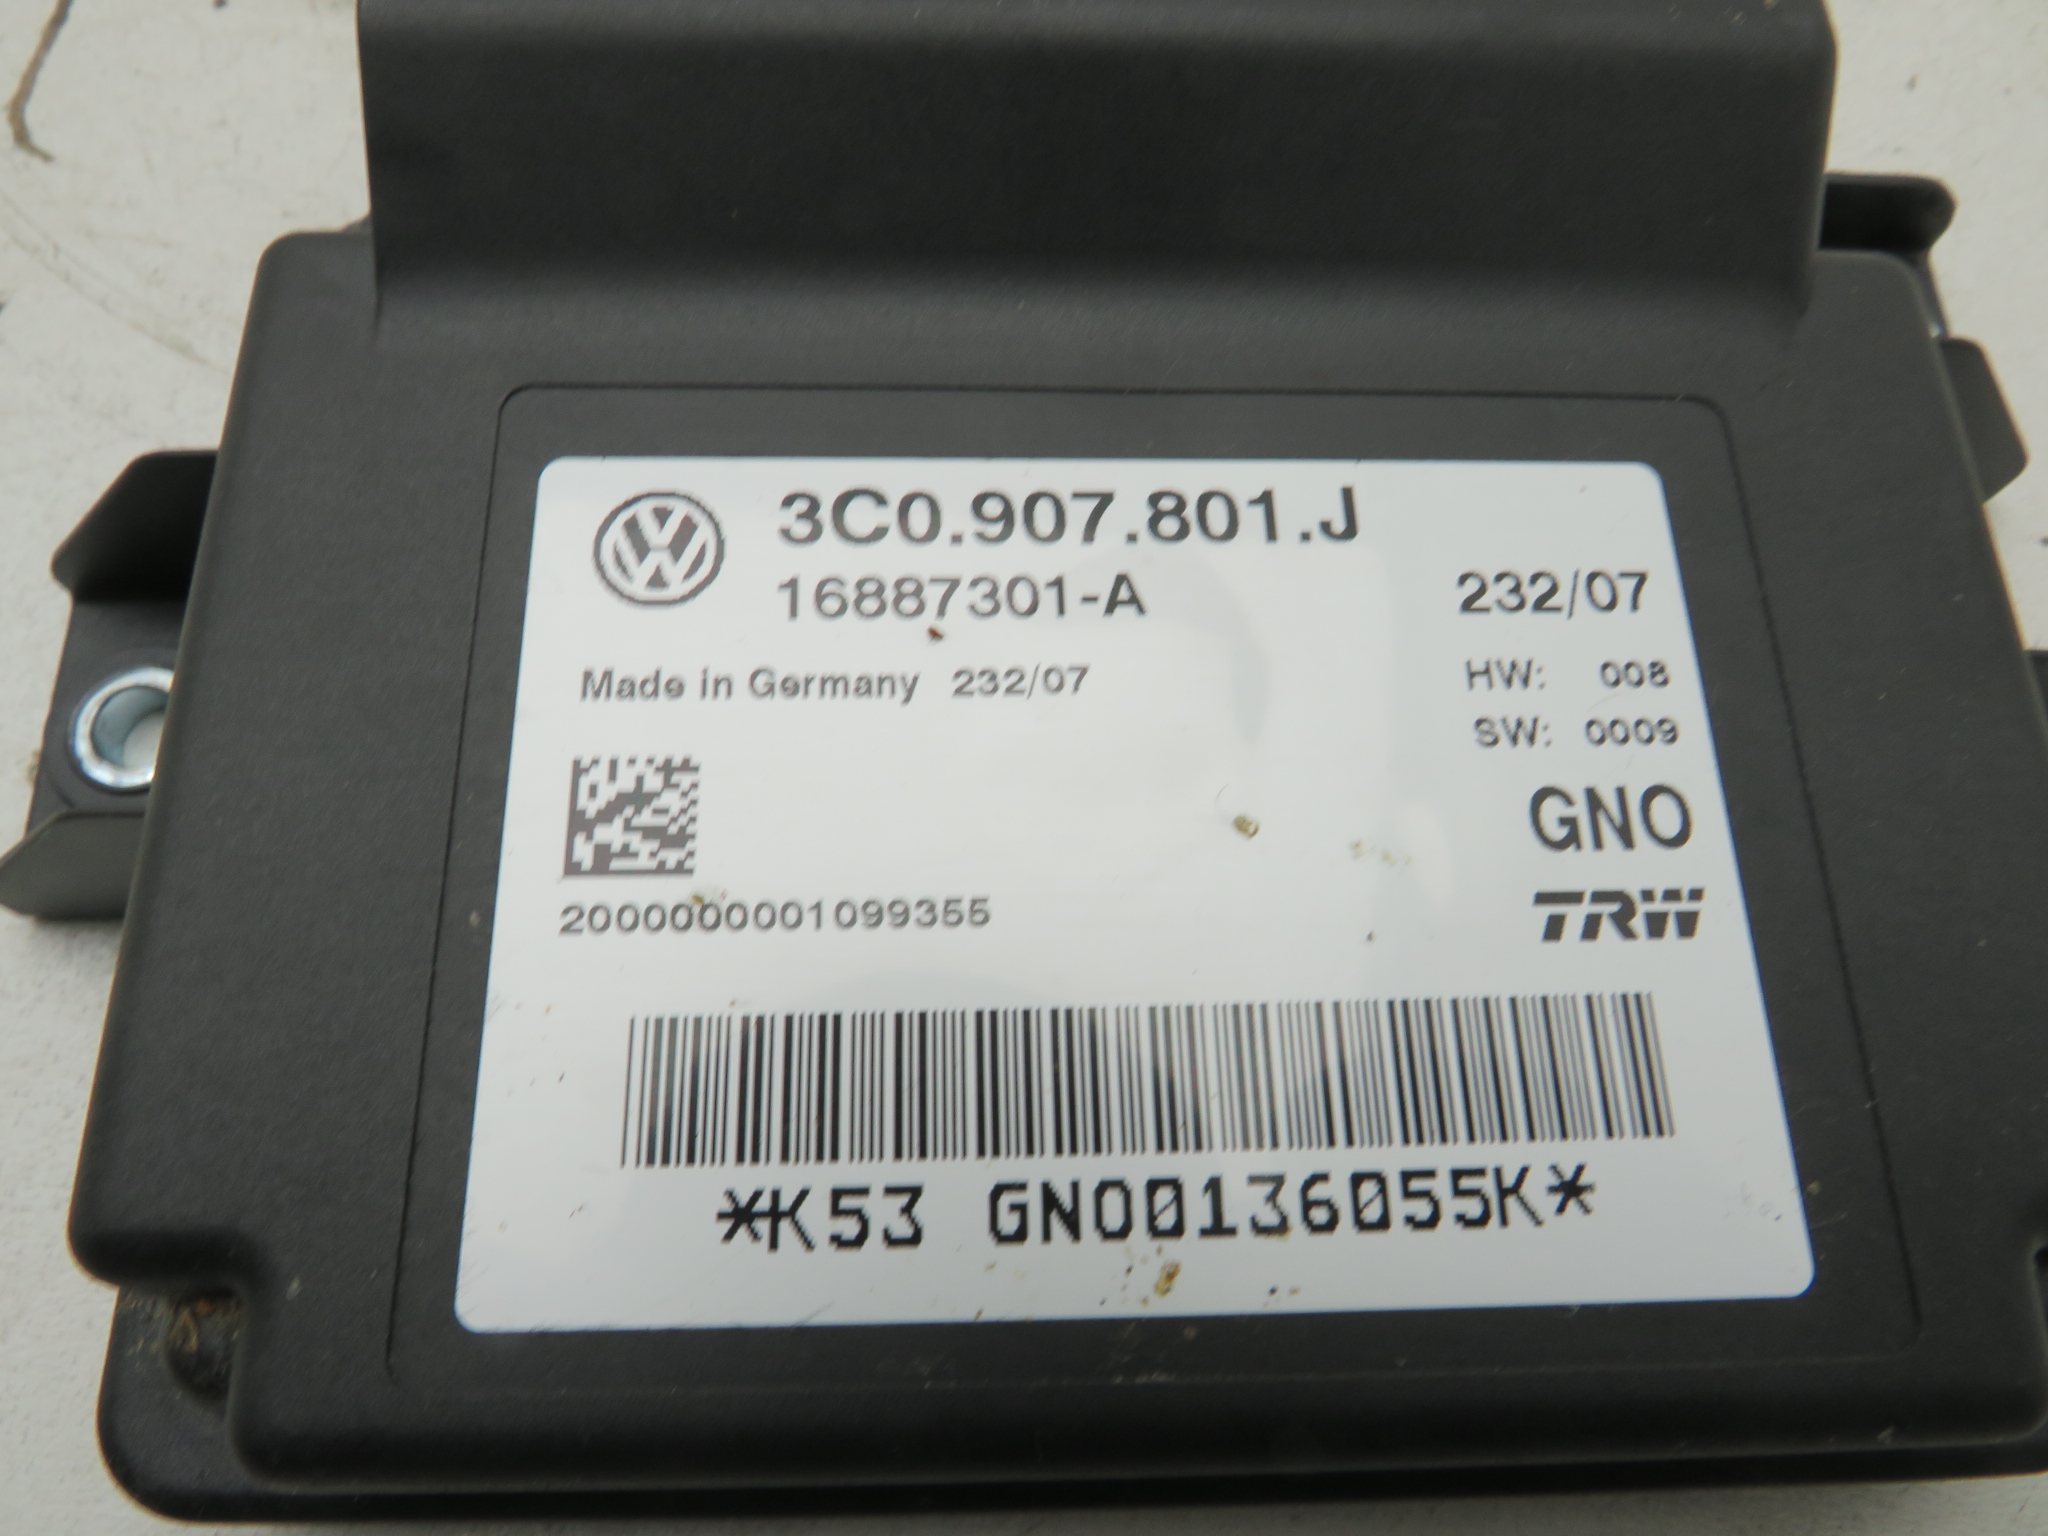 3C0.907.801.J
16887301-A 232/07
Made in Germany 232/07
HW: 008
SW: 0009
GNO
2000000001099355
TRW
*K53 GNO0136055K*